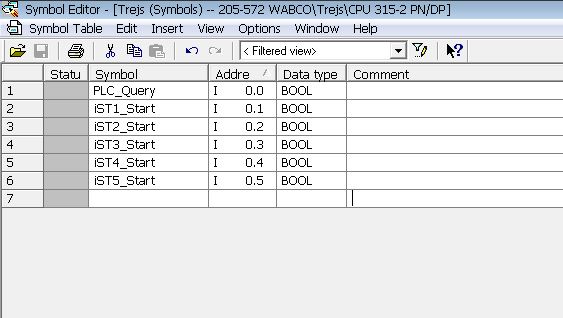 Symbol Editor - [Trejs (Symbols) -- 205-572 WABCO\Trejs\CPU 315-2 PN/DP]
Symbol Table Edit Insert View Options Window Help
< Filtered view>
Statu Symbol Addre / Data type Comment
1 PLC_Query I 0.0 BOOL
2 iST1_Start I 0.1 BOOL
3 iST2_Start I 0.2 BOOL
4 iST3_Start I 0.3 BOOL
5 iST4_Start I 0.4 BOOL
6 iST5_Start I 0.5 BOOL
7